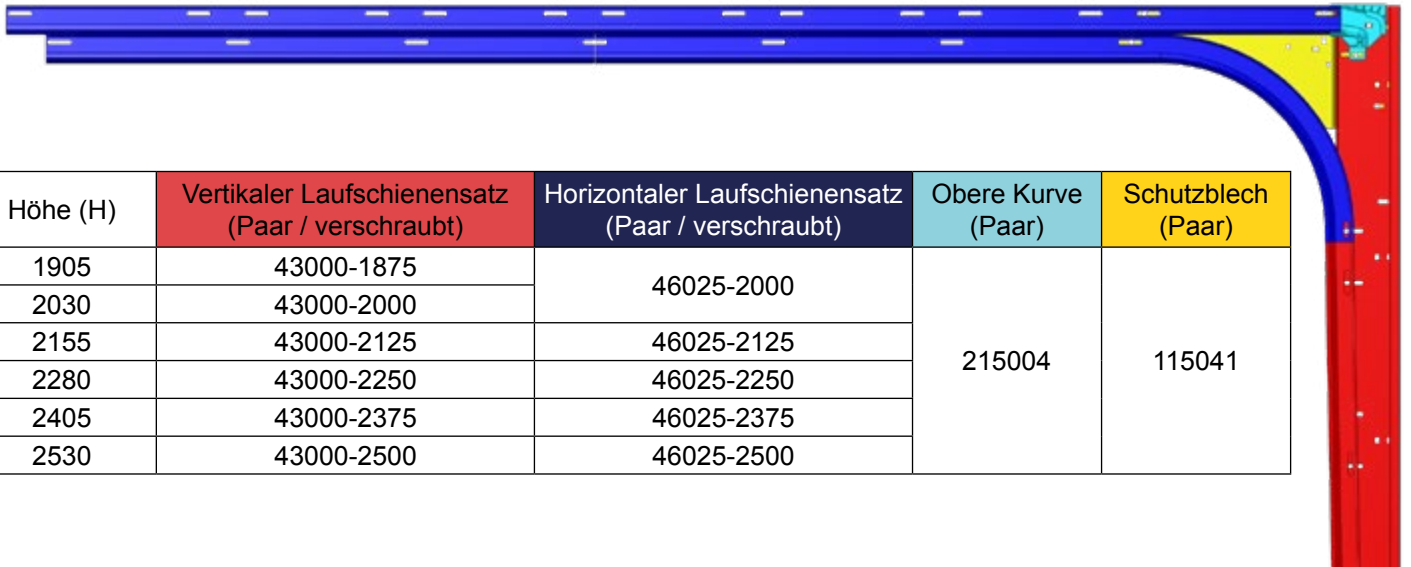 Höhe (H) Vertikaler Laufschienensatz (Paar / verschraubt) Horizontaler Laufschienensatz (Paar / verschraubt) Obere Kurve (Paar) Schutzblech (Paar)
1905 43000-1875 46025-2000 215004 115041
2030 43000-2000
2155 43000-2125 46025-2125
2280 43000-2250 46025-2250
2405 43000-2375 46025-2375
2530 43000-2500 46025-2500